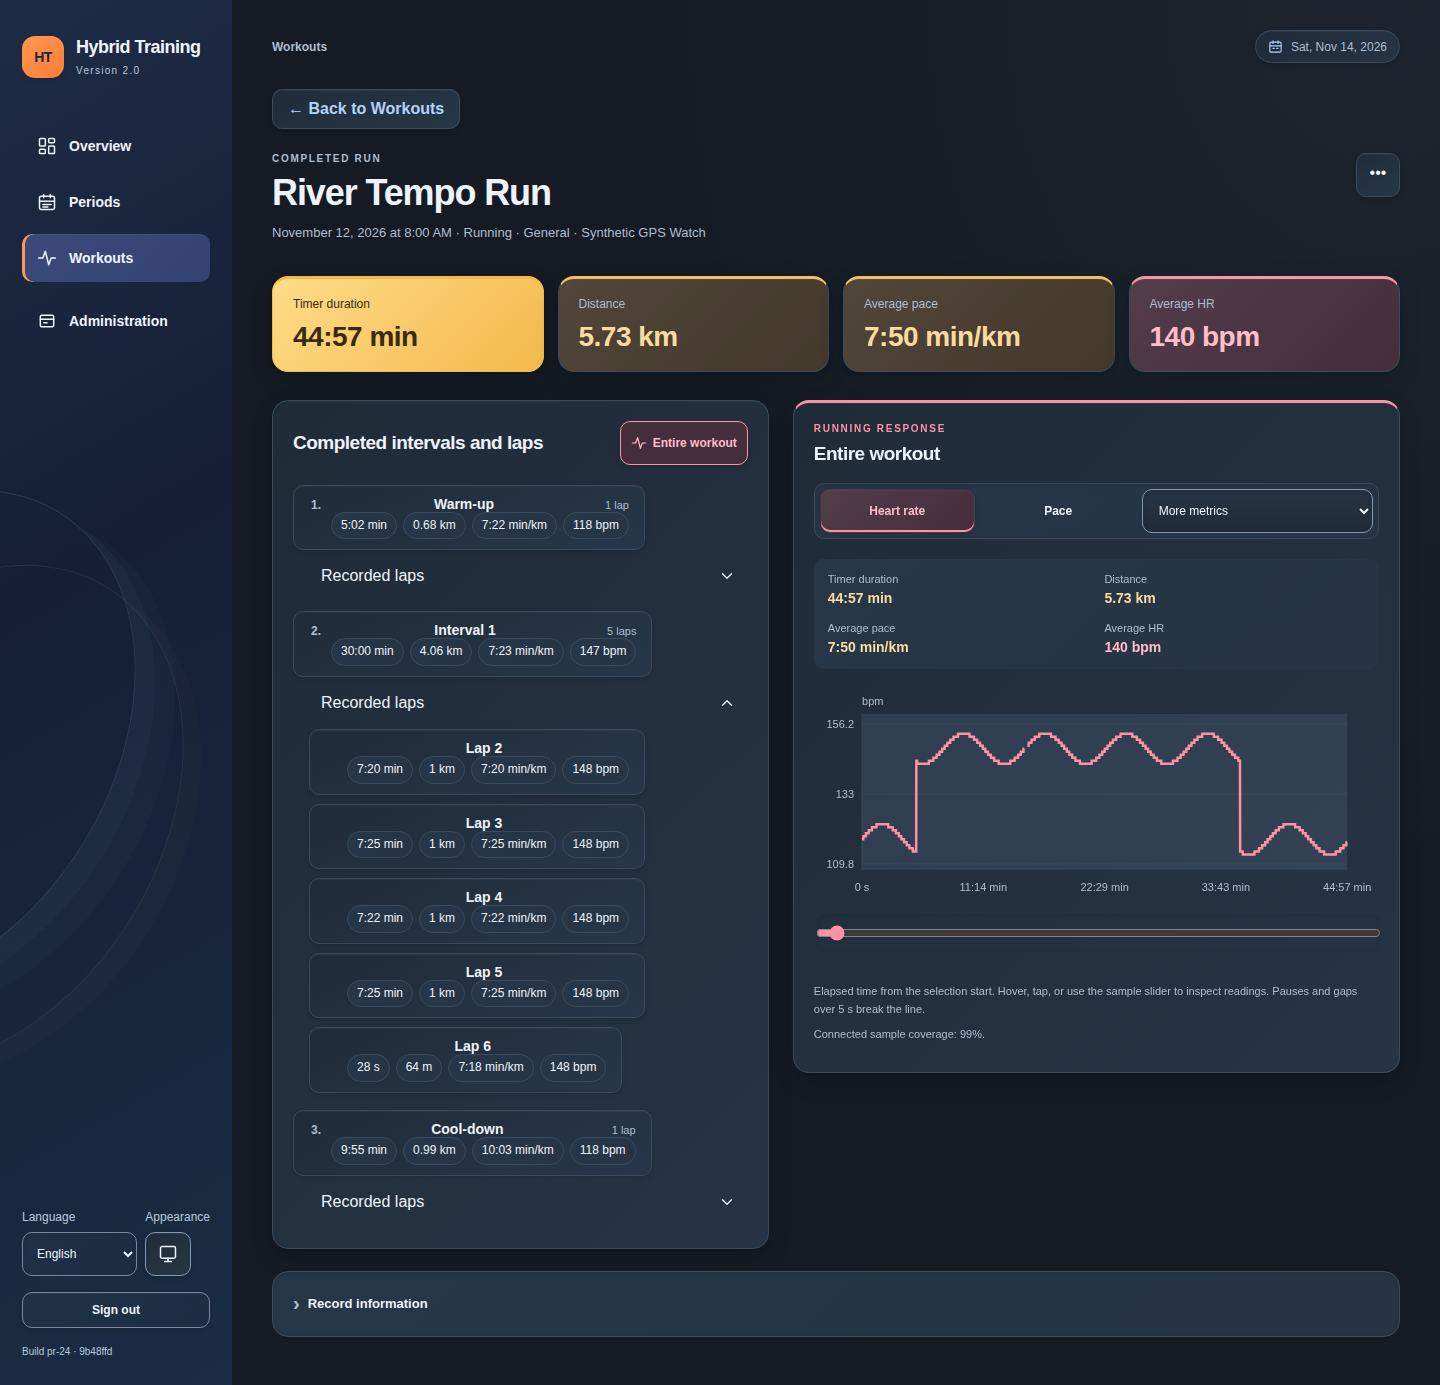 HT
Hybrid Training
Version 2.0
Overview
Periods
Workouts
Administration
Language
Appearance
English
Sign out
Build pr-24 · 9b48ffd
Workouts
Sat, Nov 14, 2026
← Back to Workouts
COMPLETED RUN
River Tempo Run
•••
November 12, 2026 at 8:00 AM · Running · General · Synthetic GPS Watch
Timer duration
44:57 min
Distance
5.73 km
Average pace
7:50 min/km
Average HR
140 bpm
Completed intervals and laps
Entire workout
1. Warm-up 1 lap
5:02 min 0.68 km 7:22 min/km 118 bpm
Recorded laps
2. Interval 1 5 laps
30:00 min 4.06 km 7:23 min/km 147 bpm
Recorded laps
Lap 2
7:20 min 1 km 7:20 min/km 148 bpm
Lap 3
7:25 min 1 km 7:25 min/km 148 bpm
Lap 4
7:22 min 1 km 7:22 min/km 148 bpm
Lap 5
7:25 min 1 km 7:25 min/km 148 bpm
Lap 6
28 s 64 m 7:18 min/km 148 bpm
3. Cool-down 1 lap
9:55 min 0.99 km 10:03 min/km 118 bpm
Recorded laps
RUNNING RESPONSE
Entire workout
Heart rate Pace More metrics
Timer duration Distance
44:57 min 5.73 km
Average pace Average HR
7:50 min/km 140 bpm
bpm
156.2
133
109.8
0 s 11:14 min 22:29 min 33:43 min 44:57 min
Elapsed time from the selection start. Hover, tap, or use the sample slider to inspect readings. Pauses and gaps
over 5 s break the line.
Connected sample coverage: 99%.
› Record information